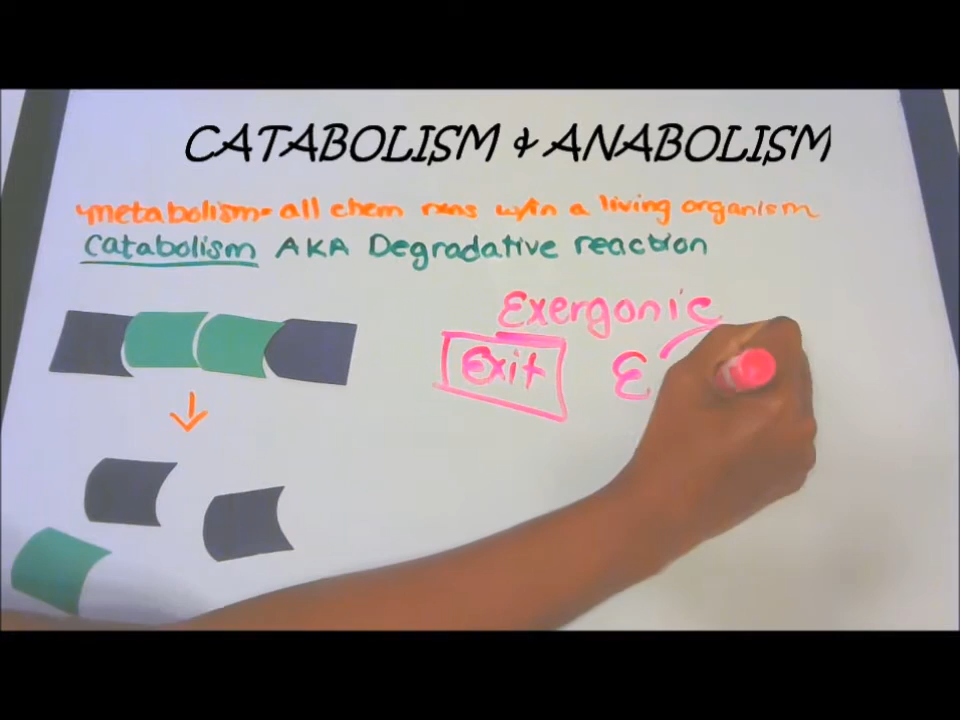 CATABOLISM & ANABOLISM
metabolism- all chem rxns w/in a living organism
Catabolism AKA Degradative reaction
Exergonic
Exit E